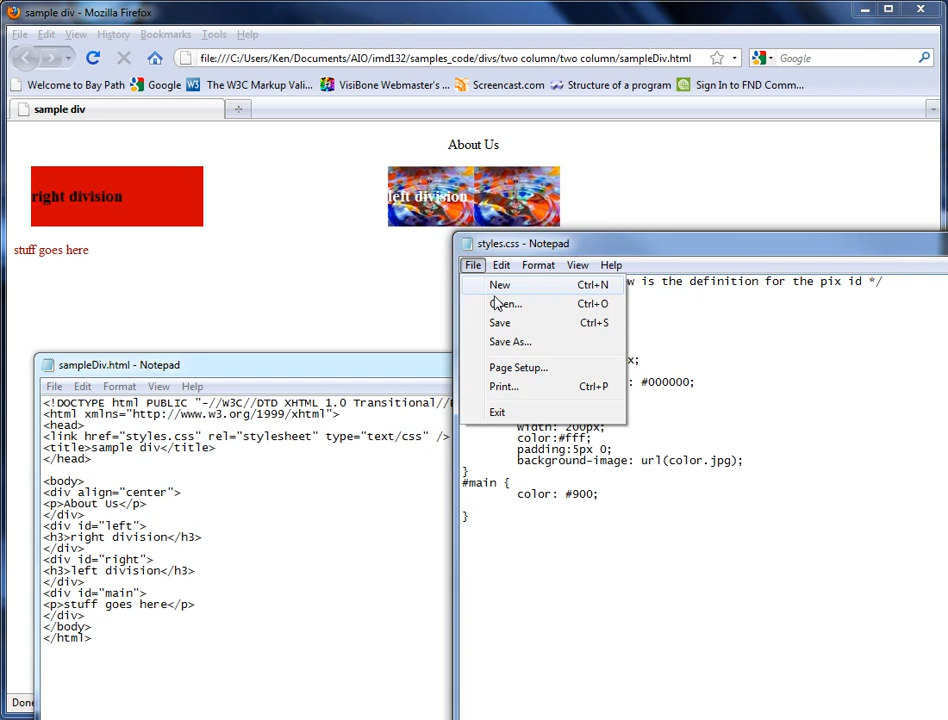 sample div - Mozilla Firefox
File Edit View History Bookmarks Tools Help
file:///C:/Users/Ken/Documents/AIO/imd132/samples_code/divs/two column/two column/sampleDiv.html
Google
Welcome to Bay Path Google The W3C Markup Vali... VisiBone Webmaster's ... Screencast.com Structure of a program Sign In to FND Comm...
sample div
About Us
right division
left division
stuff goes here
styles.css - Notepad
File Edit Format View Help
New Ctrl+N
Open... Ctrl+O
Save Ctrl+S
Save As...
Page Setup...
Print... Ctrl+P
Exit
w is the definition for the pix id */
x;
: #000000;
width: 200px;
color:#fff;
padding:5px 0;
background-image: url(color.jpg);
}
#main {
color: #900;
}
sampleDiv.html - Notepad
File Edit Format View Help
<!DOCTYPE html PUBLIC "-//W3C//DTD XHTML 1.0 Transitional//
<html xmlns="http://www.w3.org/1999/xhtml">
<head>
<link href="styles.css" rel="stylesheet" type="text/css" />
<title>sample div</title>
</head>
<body>
<div align="center">
<p>About Us</p>
</div>
<div id="left">
<h3>right division</h3>
</div>
<div id="right">
<h3>left division</h3>
</div>
<div id="main">
<p>stuff goes here</p>
</div>
</body>
</html>
Done